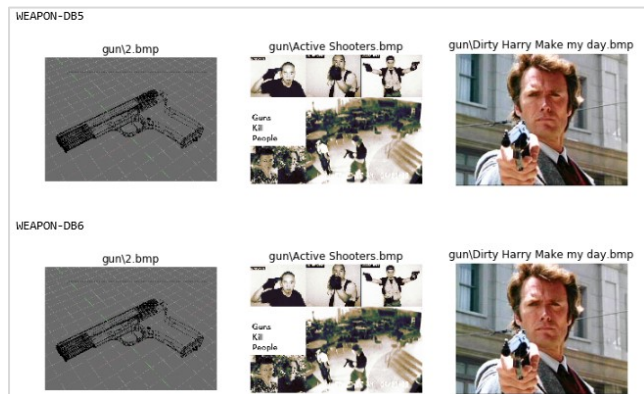 WEAPON-DB5
gun\2.bmp
gun\Active Shooters.bmp
gun\Dirty Harry Make my day.bmp
Guns
Kill
People
WEAPON-DB6
gun\2.bmp
gun\Active Shooters.bmp
gun\Dirty Harry Make my day.bmp
Guns
Kill
People